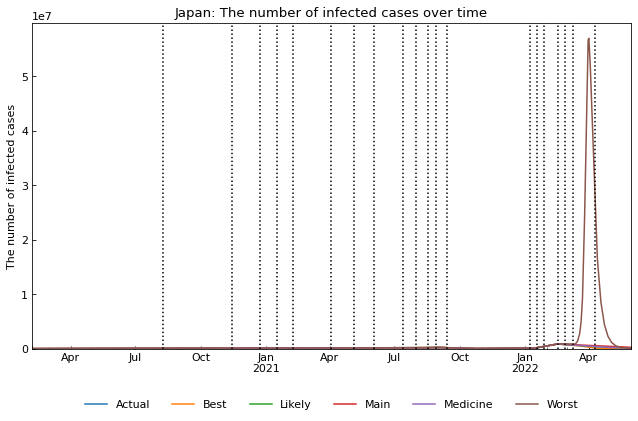 Japan: The number of infected cases over time
1e7
5
4
3
2
1
0
The number of infected cases
Apr Jul Oct Jan Apr Jul Oct Jan Apr
2021 2022
Actual Best Likely Main Medicine Worst